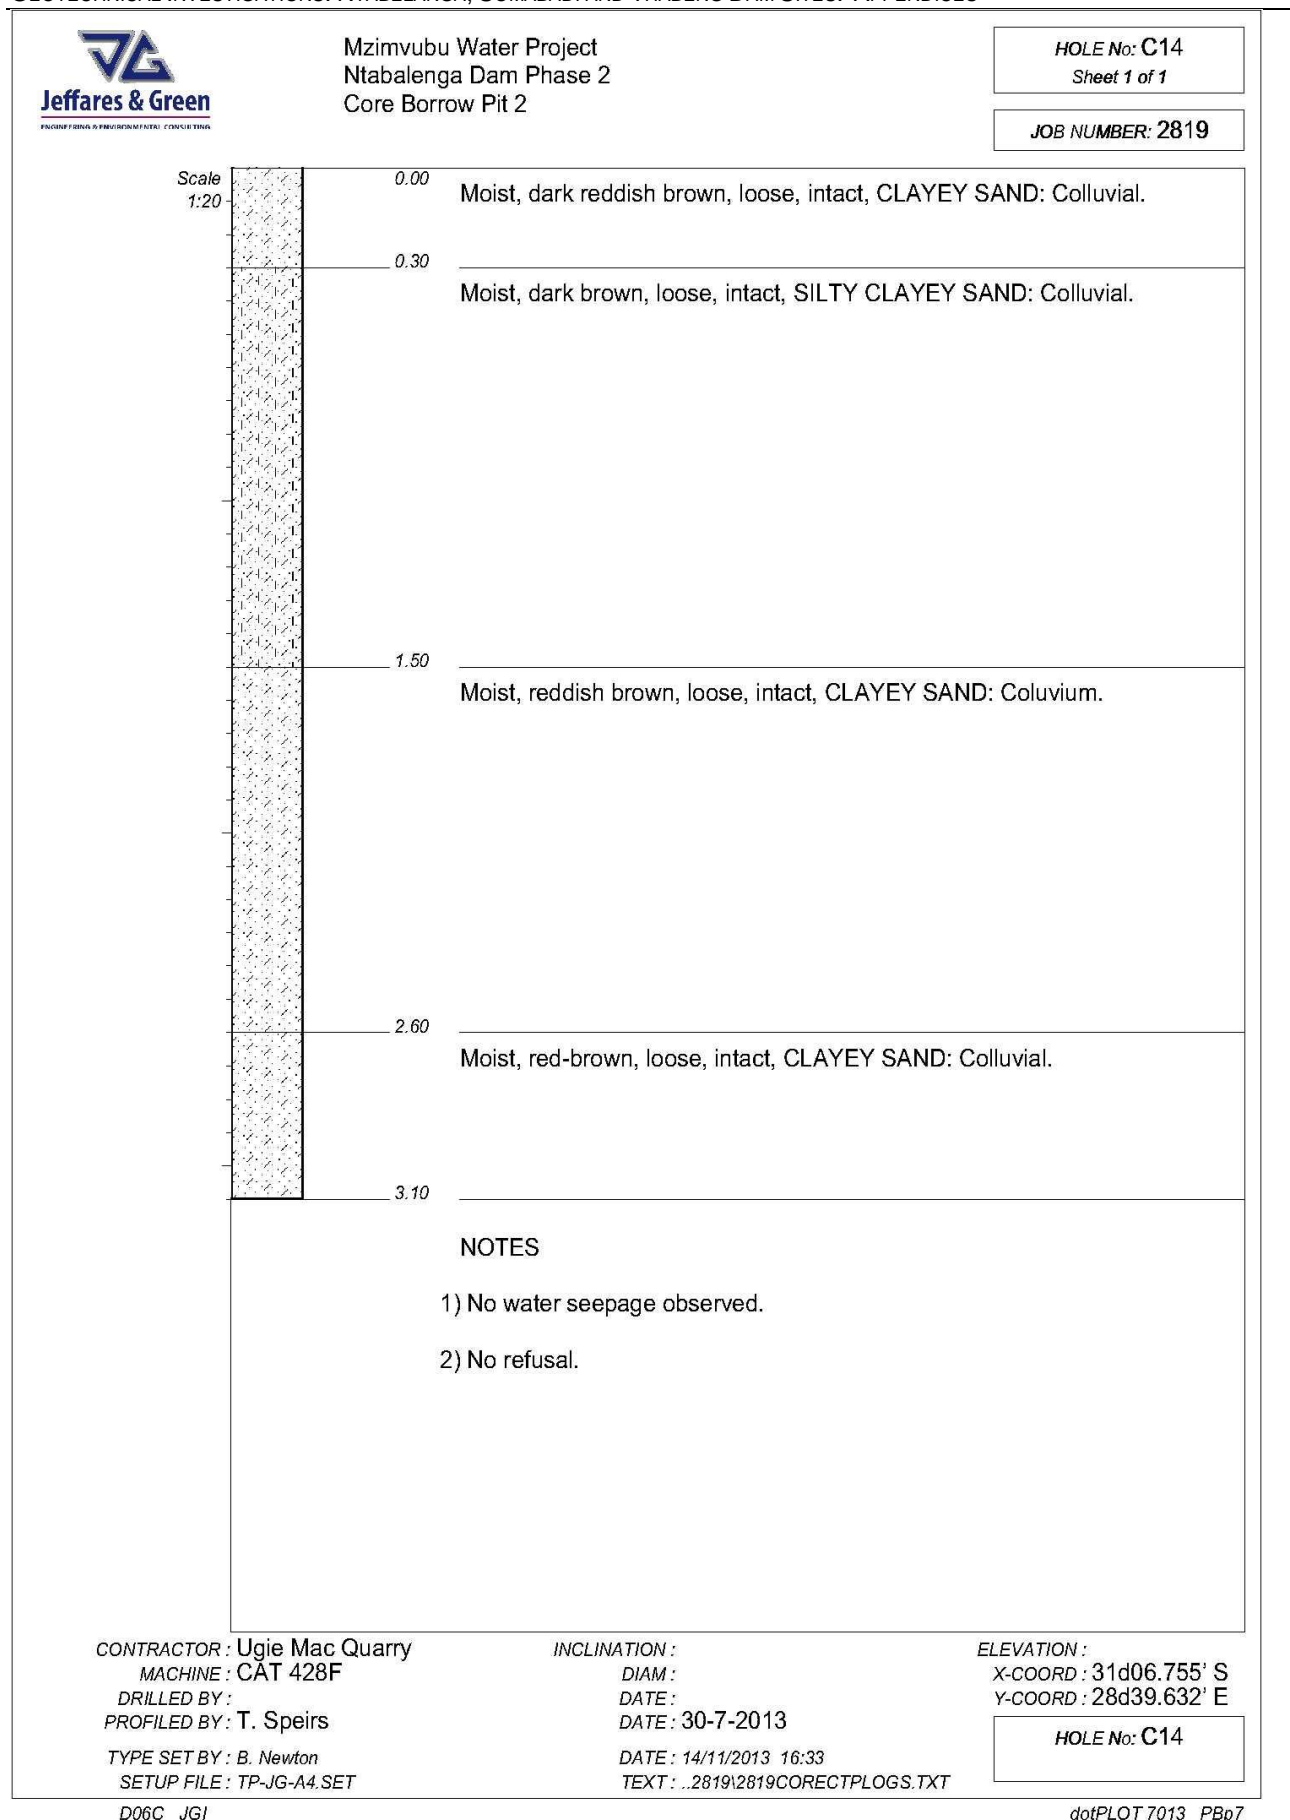 Mzimvubu Water Project
Ntabalenga Dam Phase 2
Core Borrow Pit 2
Jeffares & Green
ENGINEERING & ENVIRONMENTAL CONSULTING
HOLE No: C14
Sheet 1 of 1
JOB NUMBER: 2819
Scale
1:20
0.00
Moist, dark reddish brown, loose, intact, CLAYEY SAND: Colluvial.
0.30
Moist, dark brown, loose, intact, SILTY CLAYEY SAND: Colluvial.
1.50
Moist, reddish brown, loose, intact, CLAYEY SAND: Coluvium.
2.60
Moist, red-brown, loose, intact, CLAYEY SAND: Colluvial.
3.10
NOTES
1) No water seepage observed.
2) No refusal.
CONTRACTOR : Ugie Mac Quarry
MACHINE : CAT 428F
DRILLED BY :
PROFILED BY : T. Speirs
TYPE SET BY : B. Newton
SETUP FILE : TP-JG-A4.SET
INCLINATION :
DIAM :
DATE :
DATE : 30-7-2013
DATE : 14/11/2013 16:33
TEXT : ..2819\2819CORECTPLOGS.TXT
ELEVATION :
X-COORD : 31d06.755' S
Y-COORD : 28d39.632' E
HOLE No: C14
D06C JGI
dotPLOT 7013 PBp7